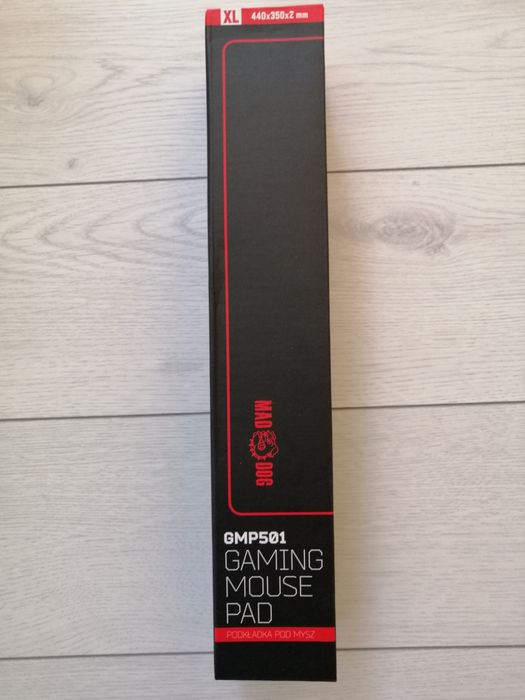 XL 440x350x2 mm
MAD DOG
GMP501
GAMING
MOUSE
PAD
PODKŁADKA POD MYSZ